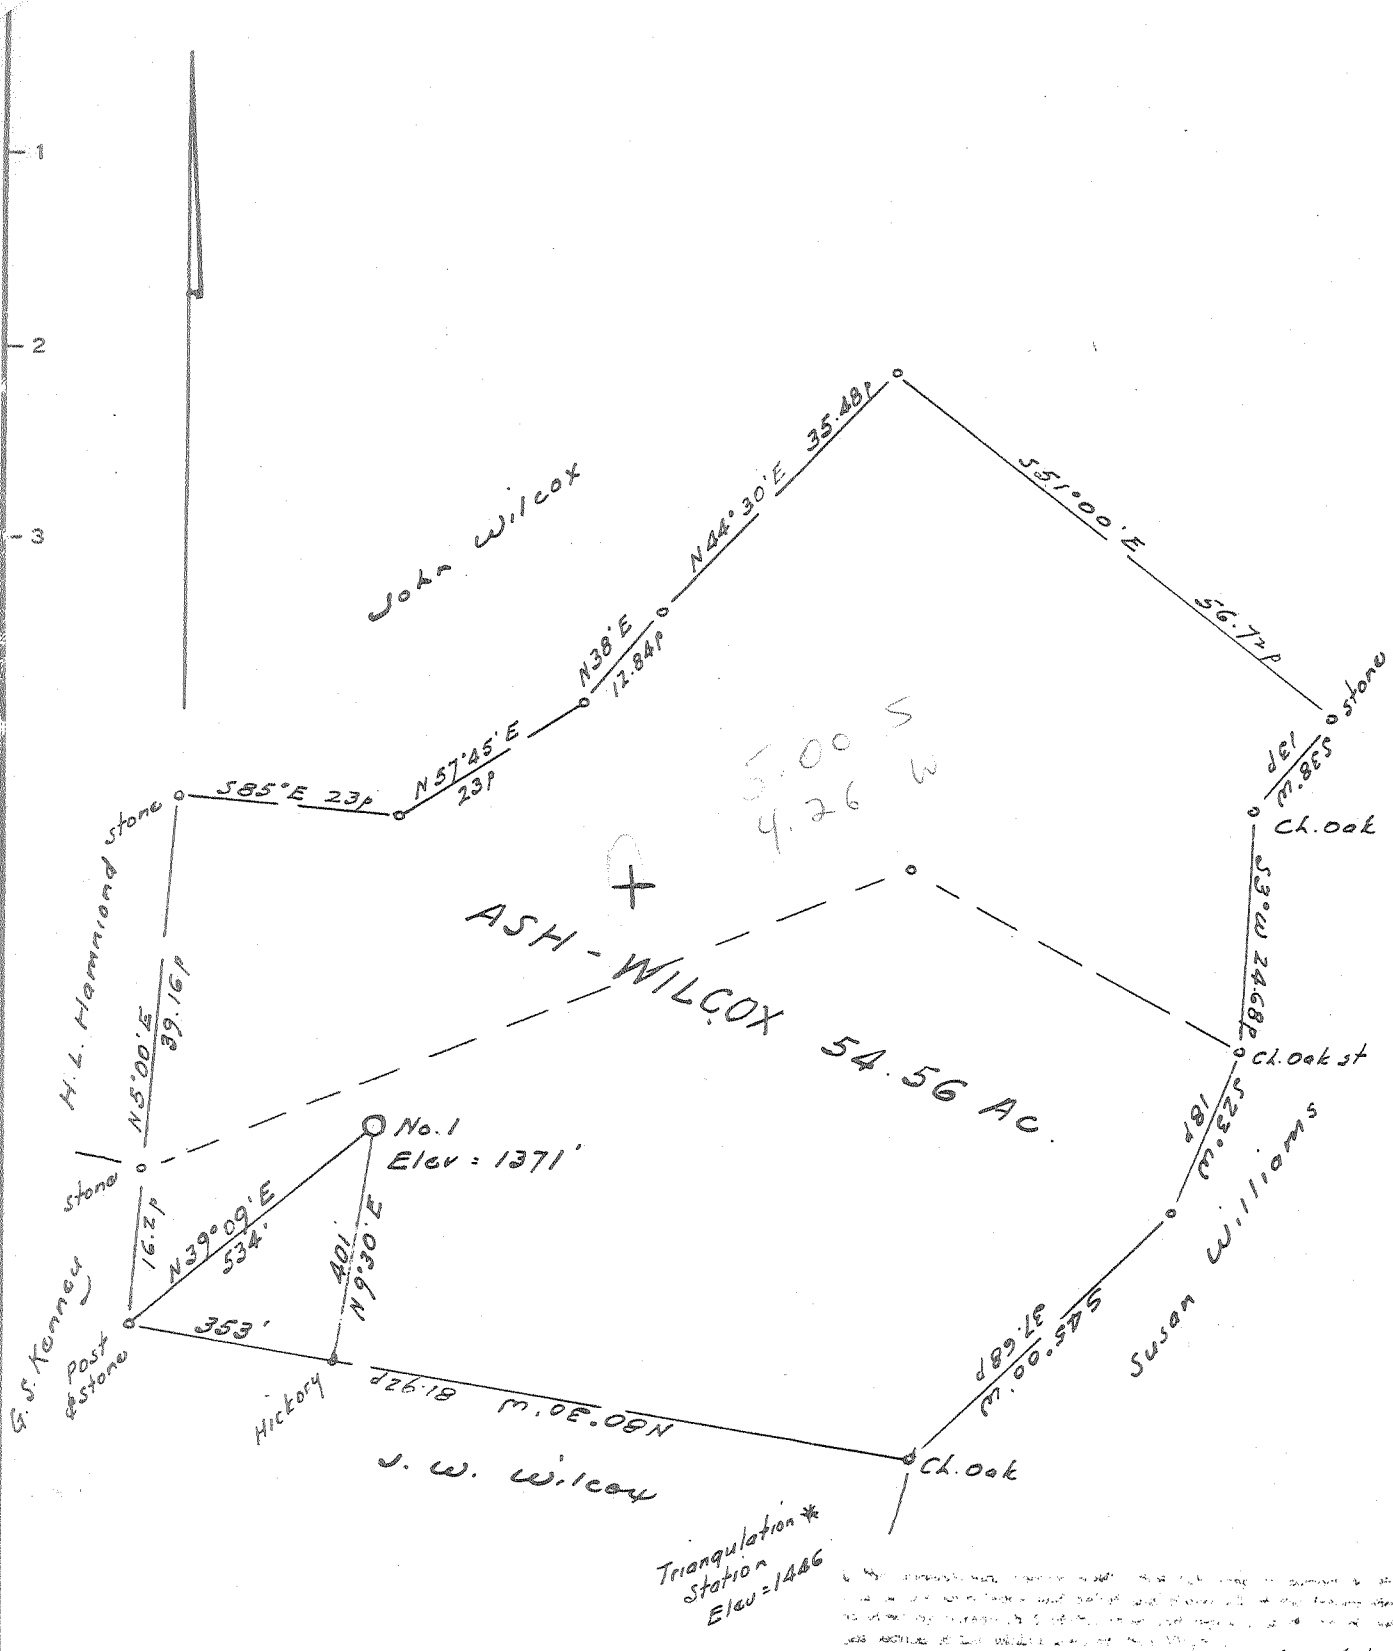 1
2
3
John Wilcox
35.48p
N44°30'E
S51°00'E
56.72p
Stone
N38°E
12.84p
S38°W
13p
Ch. oak
N57°45'E
23p
S85°E 23p
Stone
5.00 S
4.26 W
ASH-WILCOX 54.56 Ac.
H.L. Hammond
N5°00'E
39.16p
S3°W 24.68p
Ch. oak st
S23°W
18p
Susan Williams
Stone
No. 1
Elev = 1371'
16.2p
N39°09'E
534'
401'
N9°30'E
G.S. Kenney
Post
&Stone
353'
Hickory
N80°30'W 81.92p
S45°00'W
37.68p
Ch. oak
J. W. Wilcox
Triangulation *
Station
Elev=1446